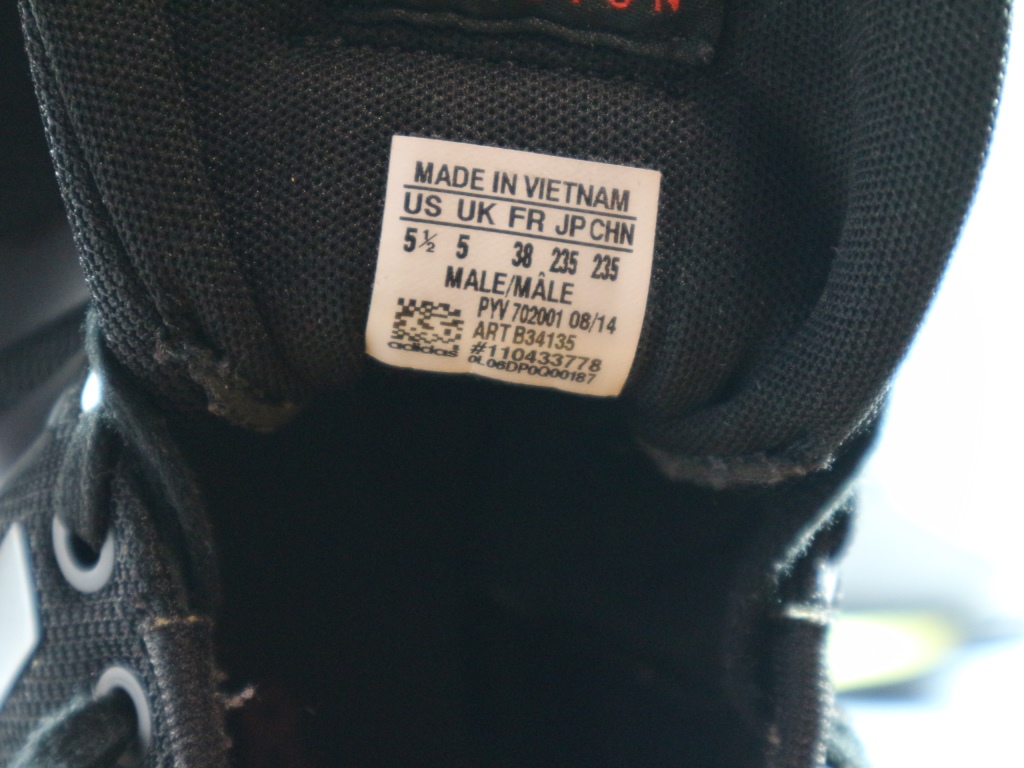 MADE IN VIETNAM
US UK FR JP CHN
5½ 5 38 235 235
MALE/MÂLE
PYV 702001 08/14
ART B34135
#110433778
adidas
0L06DP0Q00187